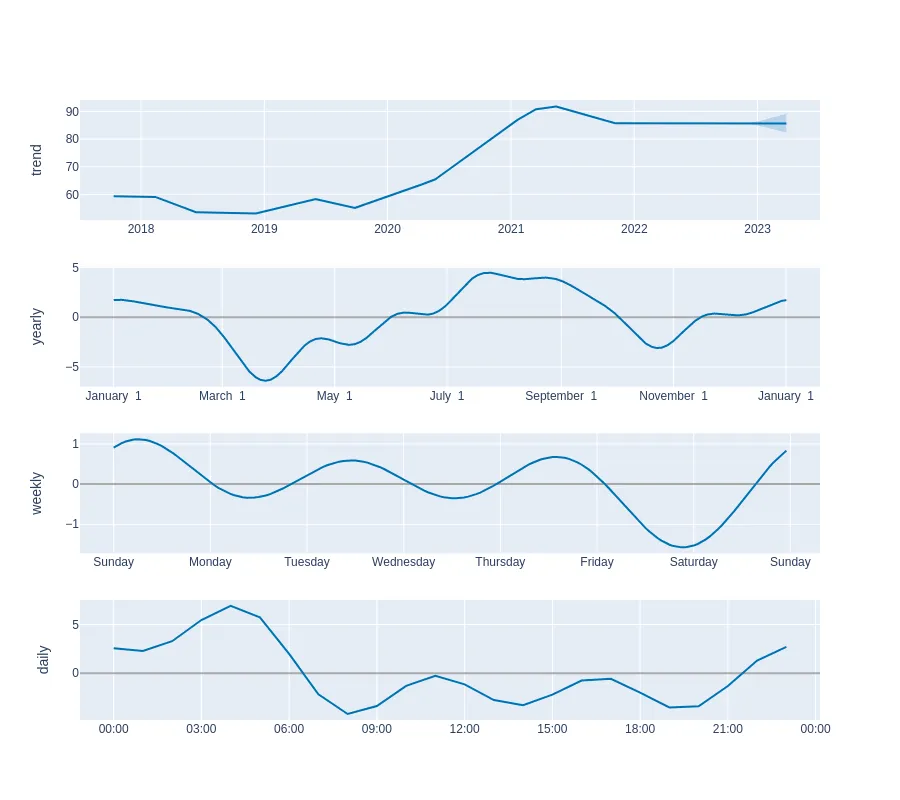 trend
90
80
70
60
2018 2019 2020 2021 2022 2023
yearly
5
0
−5
January 1 March 1 May 1 July 1 September 1 November 1 January 1
weekly
1
0
−1
Sunday Monday Tuesday Wednesday Thursday Friday Saturday Sunday
daily
5
0
00:00 03:00 06:00 09:00 12:00 15:00 18:00 21:00 00:00